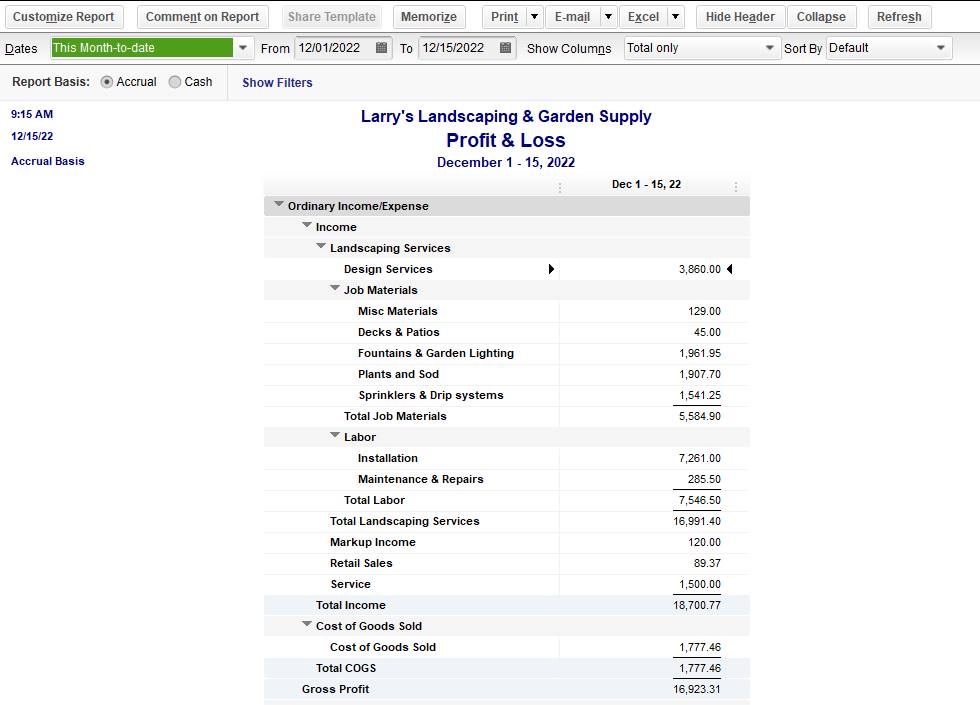 Customize Report Comment on Report Share Template Memorize Print E-mail Excel Hide Header Collapse Refresh
Dates This Month-to-date From 12/01/2022 To 12/15/2022 Show Columns Total only Sort By Default
Report Basis: Accrual Cash Show Filters
9:15 AM
12/15/22
Accrual Basis
Larry's Landscaping & Garden Supply
Profit & Loss
December 1 - 15, 2022
Dec 1 - 15, 22
Ordinary Income/Expense
Income
Landscaping Services
Design Services 3,860.00
Job Materials
Misc Materials 129.00
Decks & Patios 45.00
Fountains & Garden Lighting 1,961.95
Plants and Sod 1,907.70
Sprinklers & Drip systems 1,541.25
Total Job Materials 5,584.90
Labor
Installation 7,261.00
Maintenance & Repairs 285.50
Total Labor 7,546.50
Total Landscaping Services 16,991.40
Markup Income 120.00
Retail Sales 89.37
Service 1,500.00
Total Income 18,700.77
Cost of Goods Sold
Cost of Goods Sold 1,777.46
Total COGS 1,777.46
Gross Profit 16,923.31